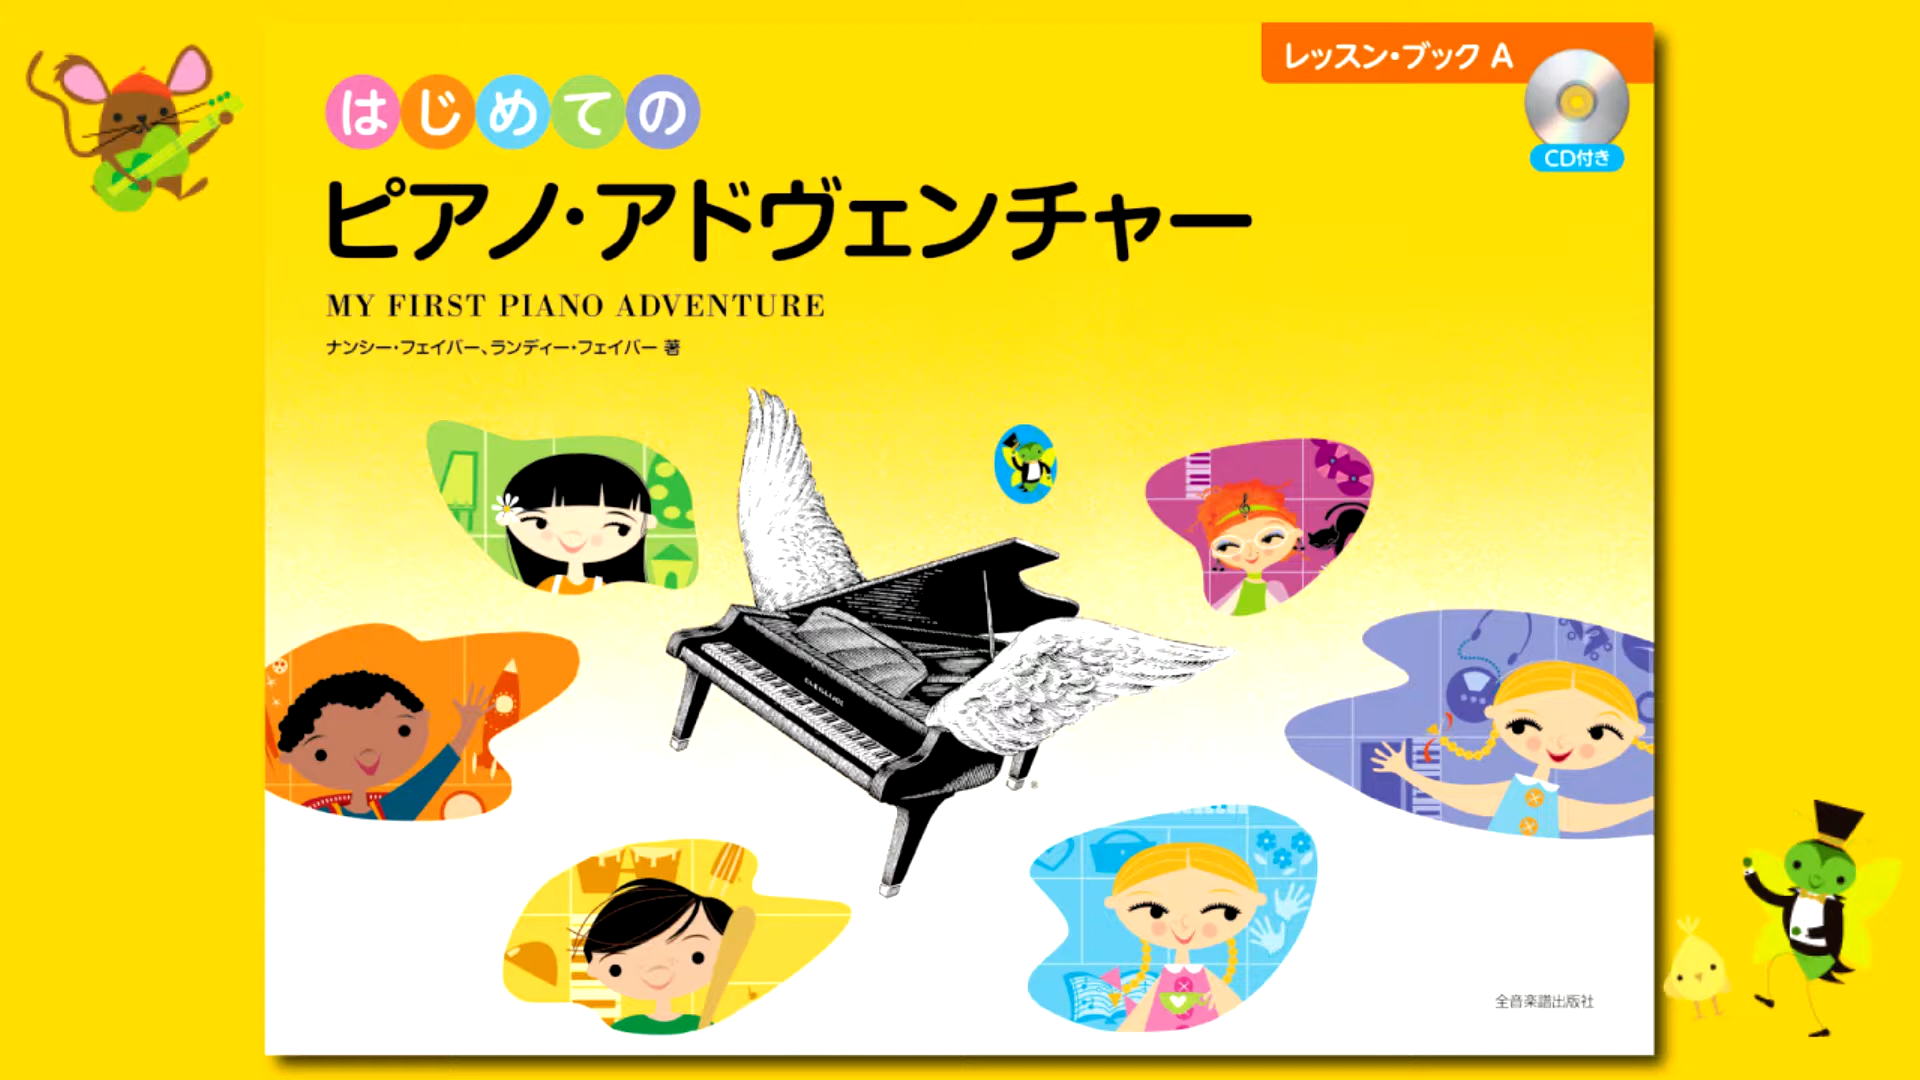 レッスン・ブック A
CD付き
はじめての
ピアノ・アドヴェンチャー
MY FIRST PIANO ADVENTURE
ナンシー・フェイバー、ランディー・フェイバー 著
全音楽譜出版社